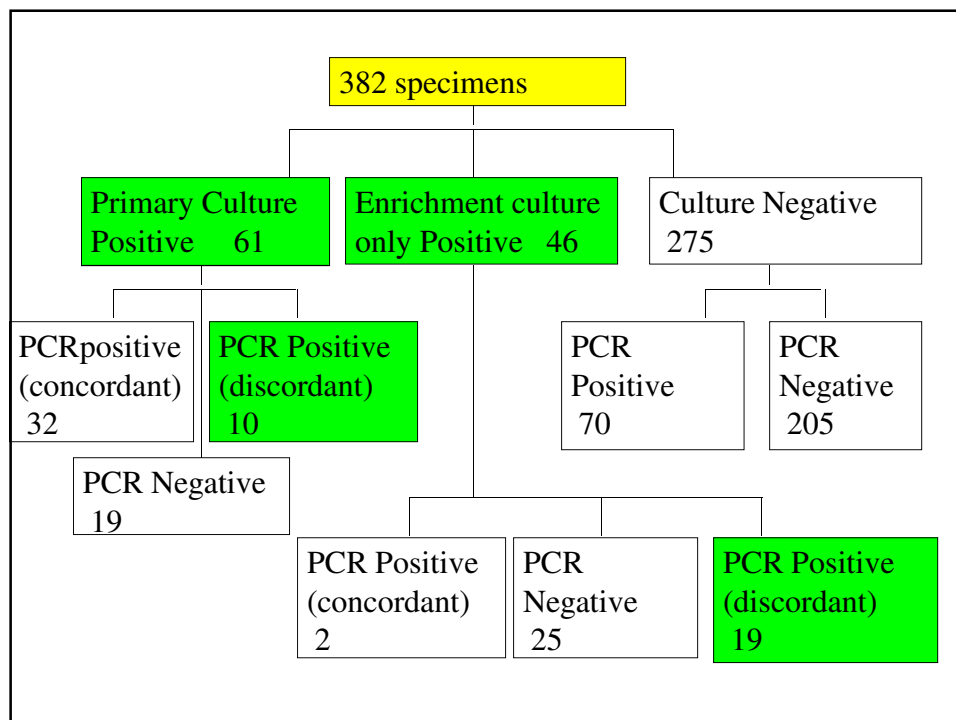 382 specimens
Primary Culture
Positive 61
Enrichment culture
only Positive 46
Culture Negative
275
PCRpositive
(concordant)
32
PCR Positive
(discordant)
10
PCR
Positive
70
PCR
Negative
205
PCR Negative
19
PCR Positive
(concordant)
2
PCR
Negative
25
PCR Positive
(discordant)
19